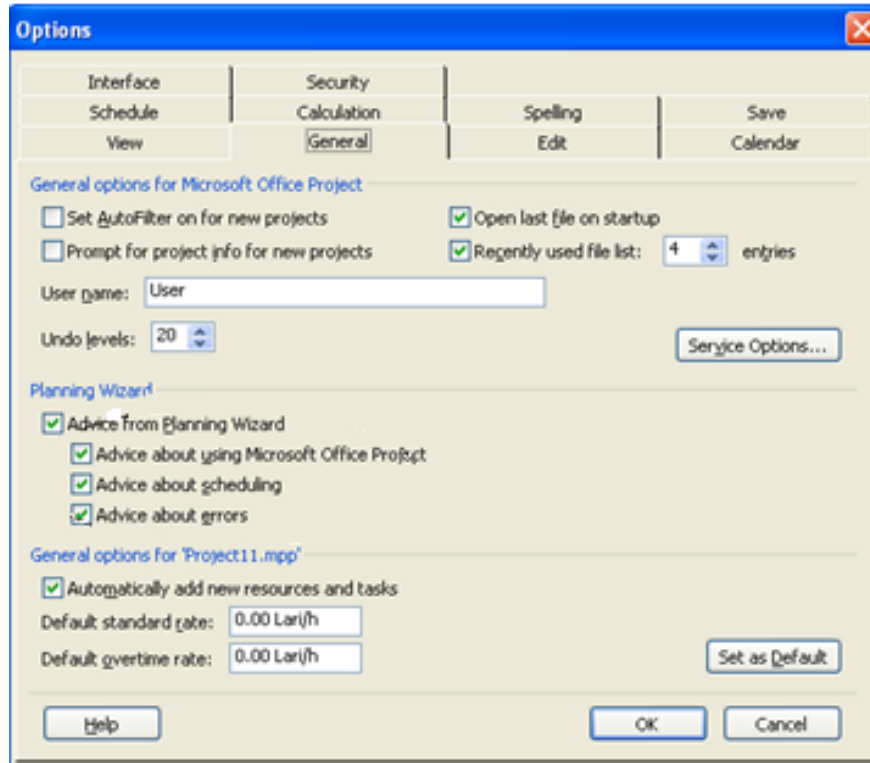 Options
Interface Security
Schedule Calculation Spelling Save
View General Edit Calendar
General options for Microsoft Office Project
Set AutoFilter on for new projects Open last file on startup
Prompt for project info for new projects Recently used file list: 4 entries
User name: User
Undo levels: 20
Service Options...
Planning Wizard
Advice from Planning Wizard
Advice about using Microsoft Office Project
Advice about scheduling
Advice about errors
General options for 'Project11.mpp'
Automatically add new resources and tasks
Default standard rate: 0.00 Lari/h
Default overtime rate: 0.00 Lari/h Set as Default
Help OK Cancel